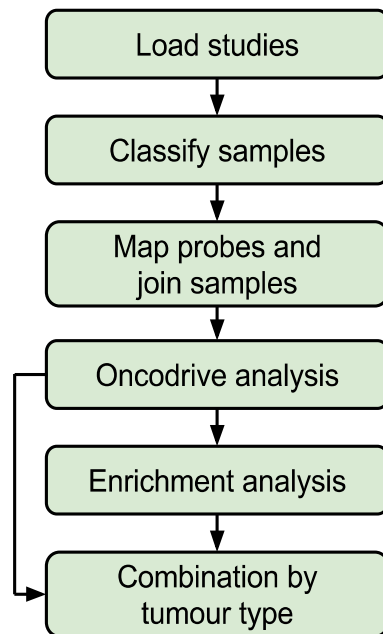 Load studies
Classify samples
Map probes and
join samples
Oncodrive analysis
Enrichment analysis
Combination by
tumour type